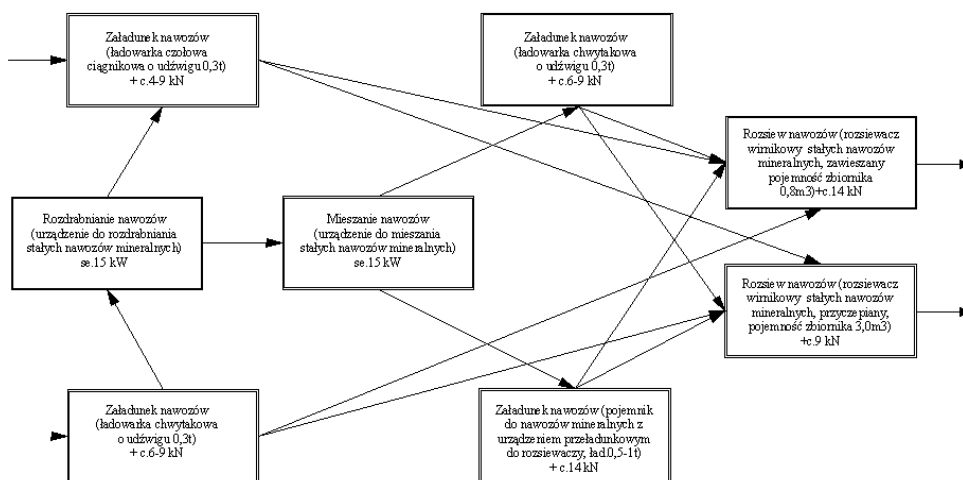 Załadunek nawozów
(ładowarka czołowa
ciągnikowa o udźwigu 0,3t)
+ c.4-9 kN
Załadunek nawozów
(ładowarka chwytakowa
o udźwigu 0,3t)
+ c.6-9 kN
Rozsiew nawozów (rozsiewacz
wirnikowy stałych nawozów
mineralnych, zawieszany
pojemność zbiornika
0,8m3)+c.14 kN
Rozdrabnianie nawozów
(urządzenie do rozdrabniania
stałych nawozów mineralnych)
se.15 kW
Mieszanie nawozów
(urządzenie do mieszania
stałych nawozów mineralnych)
se.15 kW
Rozsiew nawozów (rozsiewacz
wirnikowy stałych nawozów
mineralnych, przyczepiany,
pojemność zbiornika 3,0m3)
+c.9 kN
Załadunek nawozów
(ładowarka chwytakowa
o udźwigu 0,3t)
+ c.6-9 kN
Załadunek nawozów (pojemnik
do nawozów mineralnych z
urządzeniem przeładunkowym
do rozsiewaczy, ład.0,5-1t)
+ c.14 kN